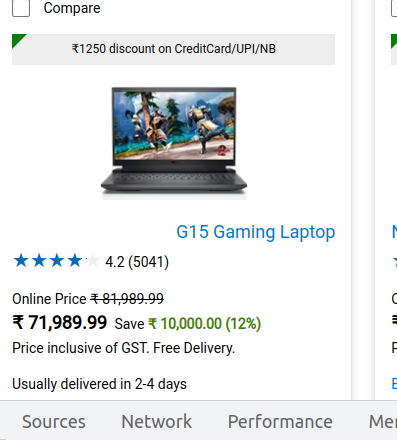 Compare
₹1250 discount on CreditCard/UPI/NB
G15 Gaming Laptop
4.2 (5041)
Online Price ₹ 81,989.99
₹ 71,989.99 Save ₹ 10,000.00 (12%)
Price inclusive of GST. Free Delivery.
Usually delivered in 2-4 days
Sources Network Performance